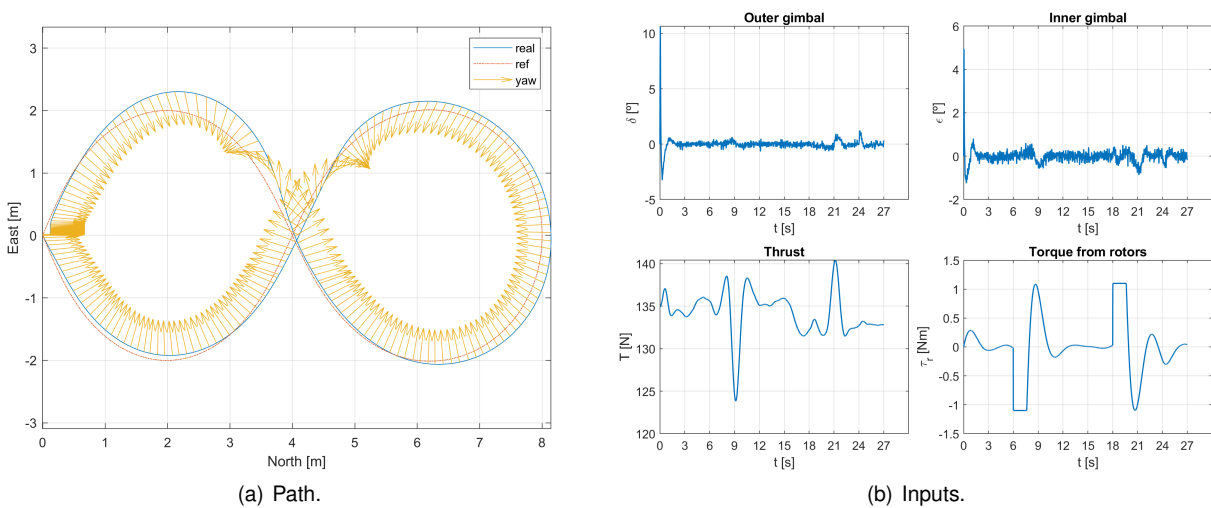 real
ref
yaw
3
2
1
0
-1
-2
-3
East [m]
0 1 2 3 4 5 6 7 8
North [m]
(a) Path.
Outer gimbal
10
5
0
-5
δ [º]
0 3 6 9 12 15 18 21 24 27
t [s]
Inner gimbal
6
4
2
0
-2
ϵ [º]
0 3 6 9 12 15 18 21 24 27
t [s]
Thrust
140
135
130
125
120
T [N]
0 3 6 9 12 15 18 21 24 27
t [s]
Torque from rotors
1.5
1
0.5
0
-0.5
-1
-1.5
τr [Nm]
0 3 6 9 12 15 18 21 24 27
t [s]
(b) Inputs.